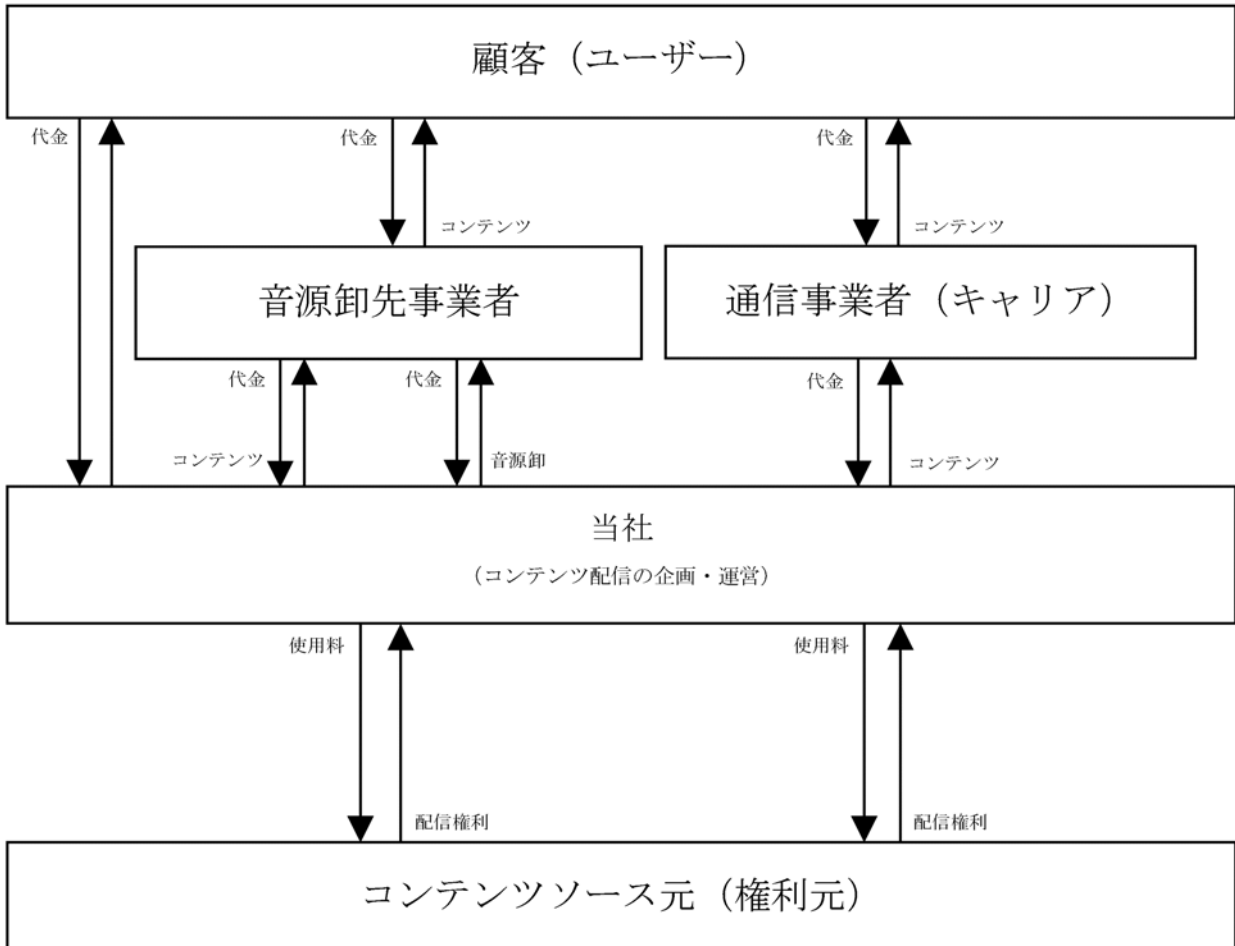 顧客（ユーザー）
代金
代金
代金
コンテンツ
コンテンツ
音源卸先事業者
通信事業者（キャリア）
代金
代金
代金
コンテンツ
音源卸
コンテンツ
当社
（コンテンツ配信の企画・運営）
使用料
使用料
配信権利
配信権利
コンテンツソース元（権利元）